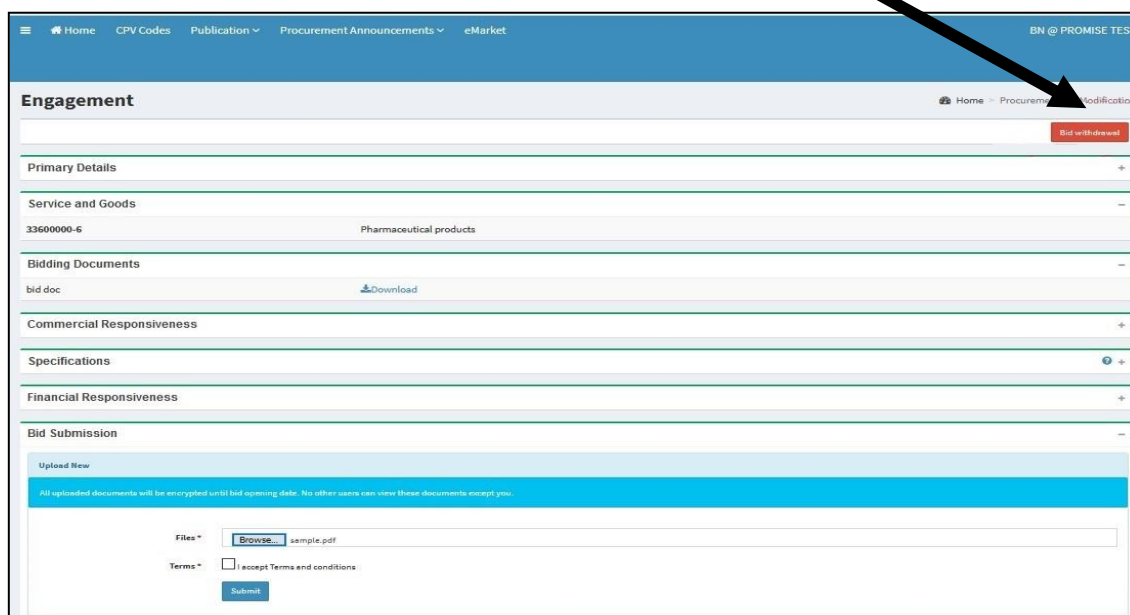 Home CPV Codes Publication Procurement Announcements eMarket BN @ PROMISE TES
Engagement Home > Procureme Modificatio
Bid withdrawal
Primary Details
Service and Goods
33600000-6 Pharmaceutical products
Bidding Documents
bid doc Download
Commercial Responsiveness
Specifications
Financial Responsiveness
Bid Submission
Upload New
All uploaded documents will be encrypted until bid opening date. No other users can view these documents except you.
Files * Browse... sample.pdf
Terms * I accept Terms and conditions
Submit